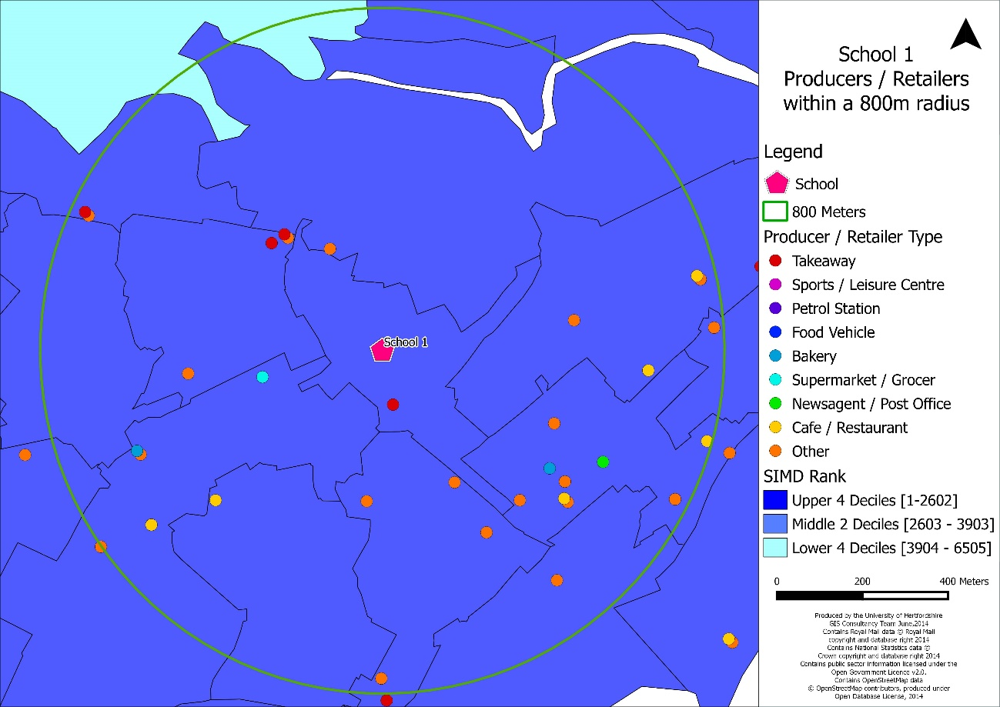 School 1
Producers / Retailers
within a 800m radius
Legend
School
800 Meters
Producer / Retailer Type
Takeaway
Sports / Leisure Centre
Petrol Station
Food Vehicle
Bakery
Supermarket / Grocer
Newsagent / Post Office
Cafe / Restaurant
Other
SIMD Rank
Upper 4 Deciles [1-2602]
Middle 2 Deciles [2603 - 3903]
Lower 4 Deciles [3904 - 6505]
0 200 400 Meters
Produced by the University of Hertfordshire
GIS Consultancy Team June,2014
Contains Royal Mail data © Royal Mail
copyright and database right 2014
Contains National Statistics data ©
Crown copyright and database right 2014
Contains public sector information licensed under the
Open Government Licence v2.0.
Contains OpenStreetMap data
© OpenStreetMap contributors, produced under
Open Database License, 2014
School 1